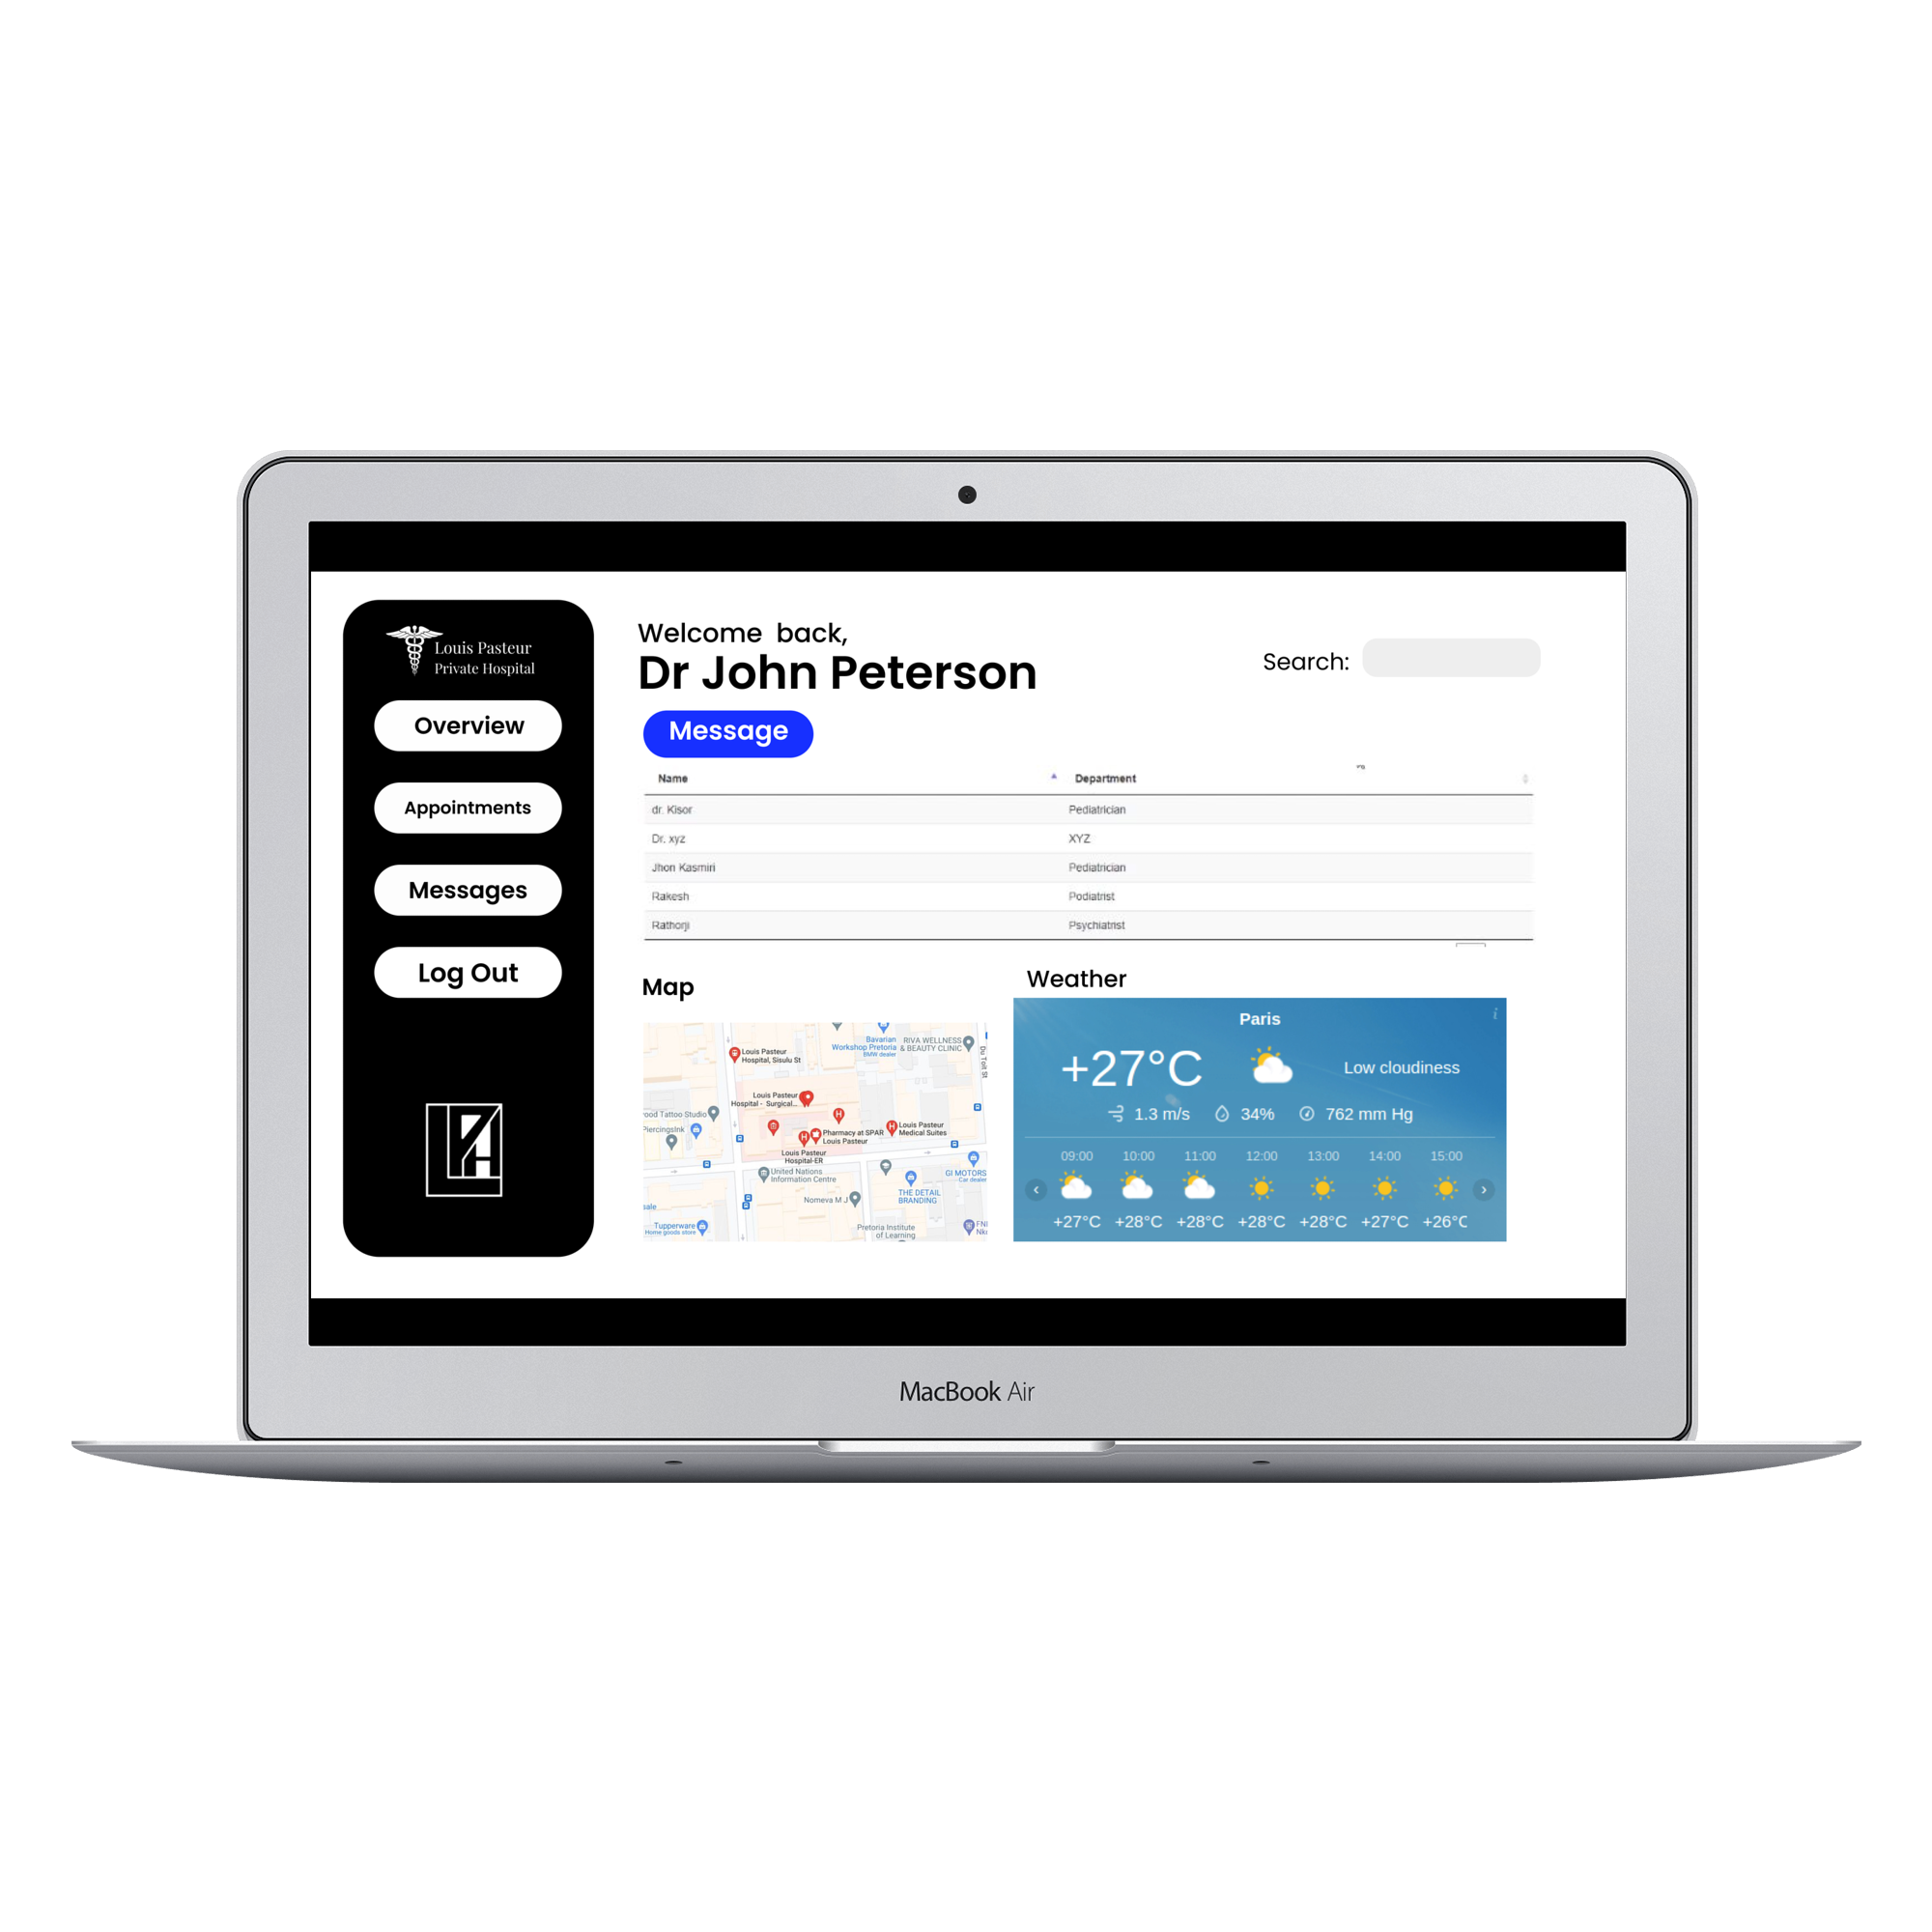 Louis Pasteur
Private Hospital
Overview
Appointments
Messages
Log Out
Welcome back,
Dr John Peterson
Search:
Message
Name Department
dr. Kisor Pediatrician
Dr. xyz XYZ
Jhon Kasmiri Pediatrician
Rakesh Podiatrist
Rathorji Psychiatrist
Map
Bavarian
Workshop Pretoria
BMW dealer
RIVA WELLNESS
& BEAUTY CLINIC
Du Toit St
Louis Pasteur
Hospital, Sisulu St
Louis Pasteur
Hospital - Surgical...
ood Tattoo Studio
PiercingsInk
Pharmacy at SPAR
Louis Pasteur
Louis Pasteur
Medical Suites
Louis Pasteur
Hospital-ER
United Nations
Information Centre
GI MOTORS
Car dealer
THE DETAIL
BRANDING
Nomeva M J
ale
Tupperware
Home goods store
Pretoria Institute
of Learning
FNB
Weather
Paris
+27°C
Low cloudiness
1.3 m/s 34% 762 mm Hg
09:00 10:00 11:00 12:00 13:00 14:00 15:00
+27°C +28°C +28°C +28°C +28°C +27°C +26°C
MacBook Air